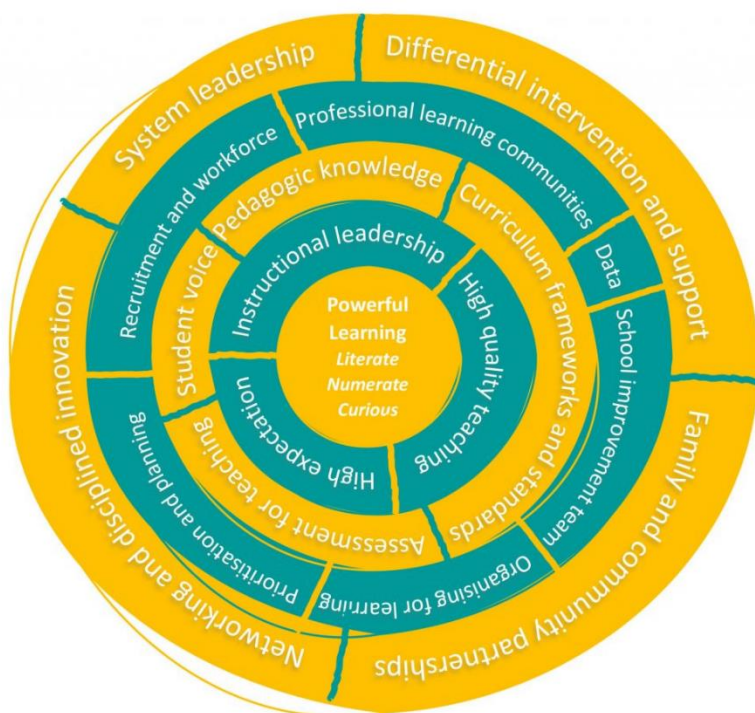 System leadership
Differential intervention and support
Family and community partnerships
Networking and disciplined innovation
Recruitment and workforce
Professional learning communities
Data
School improvement team
Organising for learning
Prioritisation and planning
Student voice
Pedagogic knowledge
Curriculum frameworks and standards
Assessment for teaching
Instructional leadership
High quality teaching
High expectation
Powerful
Learning
Literate
Numerate
Curious